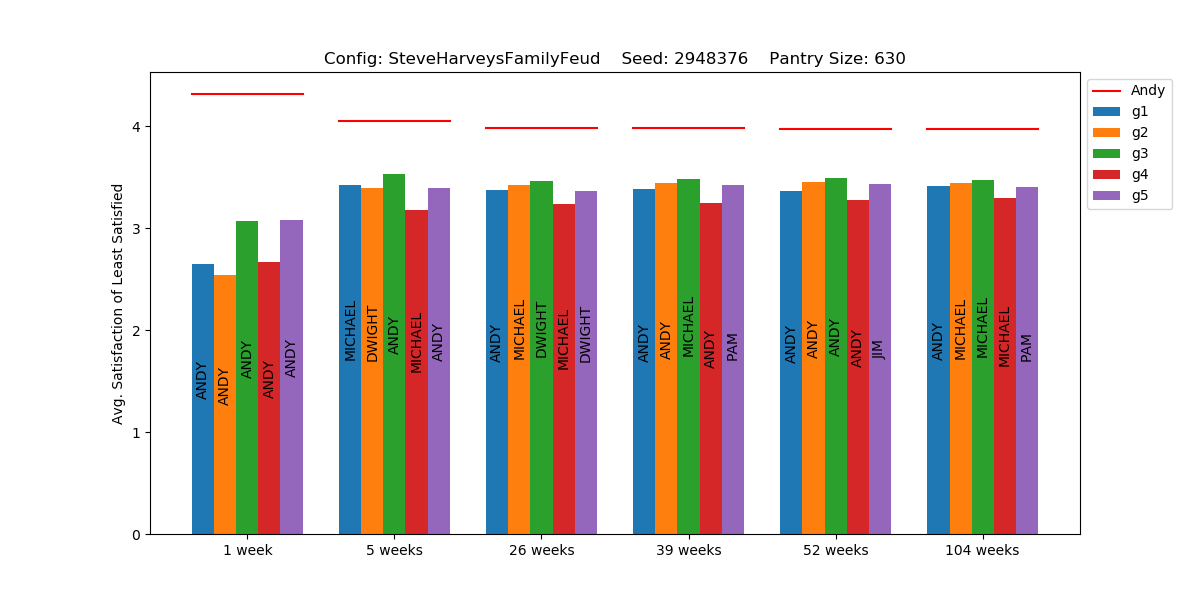 Config: SteveHarveysFamilyFeud    Seed: 2948376    Pantry Size: 630
Avg. Satisfaction of Least Satisfied
4
3
2
1
0
ANDY
ANDY
ANDY
ANDY
ANDY
MICHAEL
DWIGHT
ANDY
MICHAEL
ANDY
ANDY
MICHAEL
DWIGHT
MICHAEL
DWIGHT
ANDY
ANDY
MICHAEL
ANDY
PAM
ANDY
ANDY
ANDY
ANDY
JIM
ANDY
MICHAEL
MICHAEL
MICHAEL
PAM
1 week
5 weeks
26 weeks
39 weeks
52 weeks
104 weeks
Andy
g1
g2
g3
g4
g5